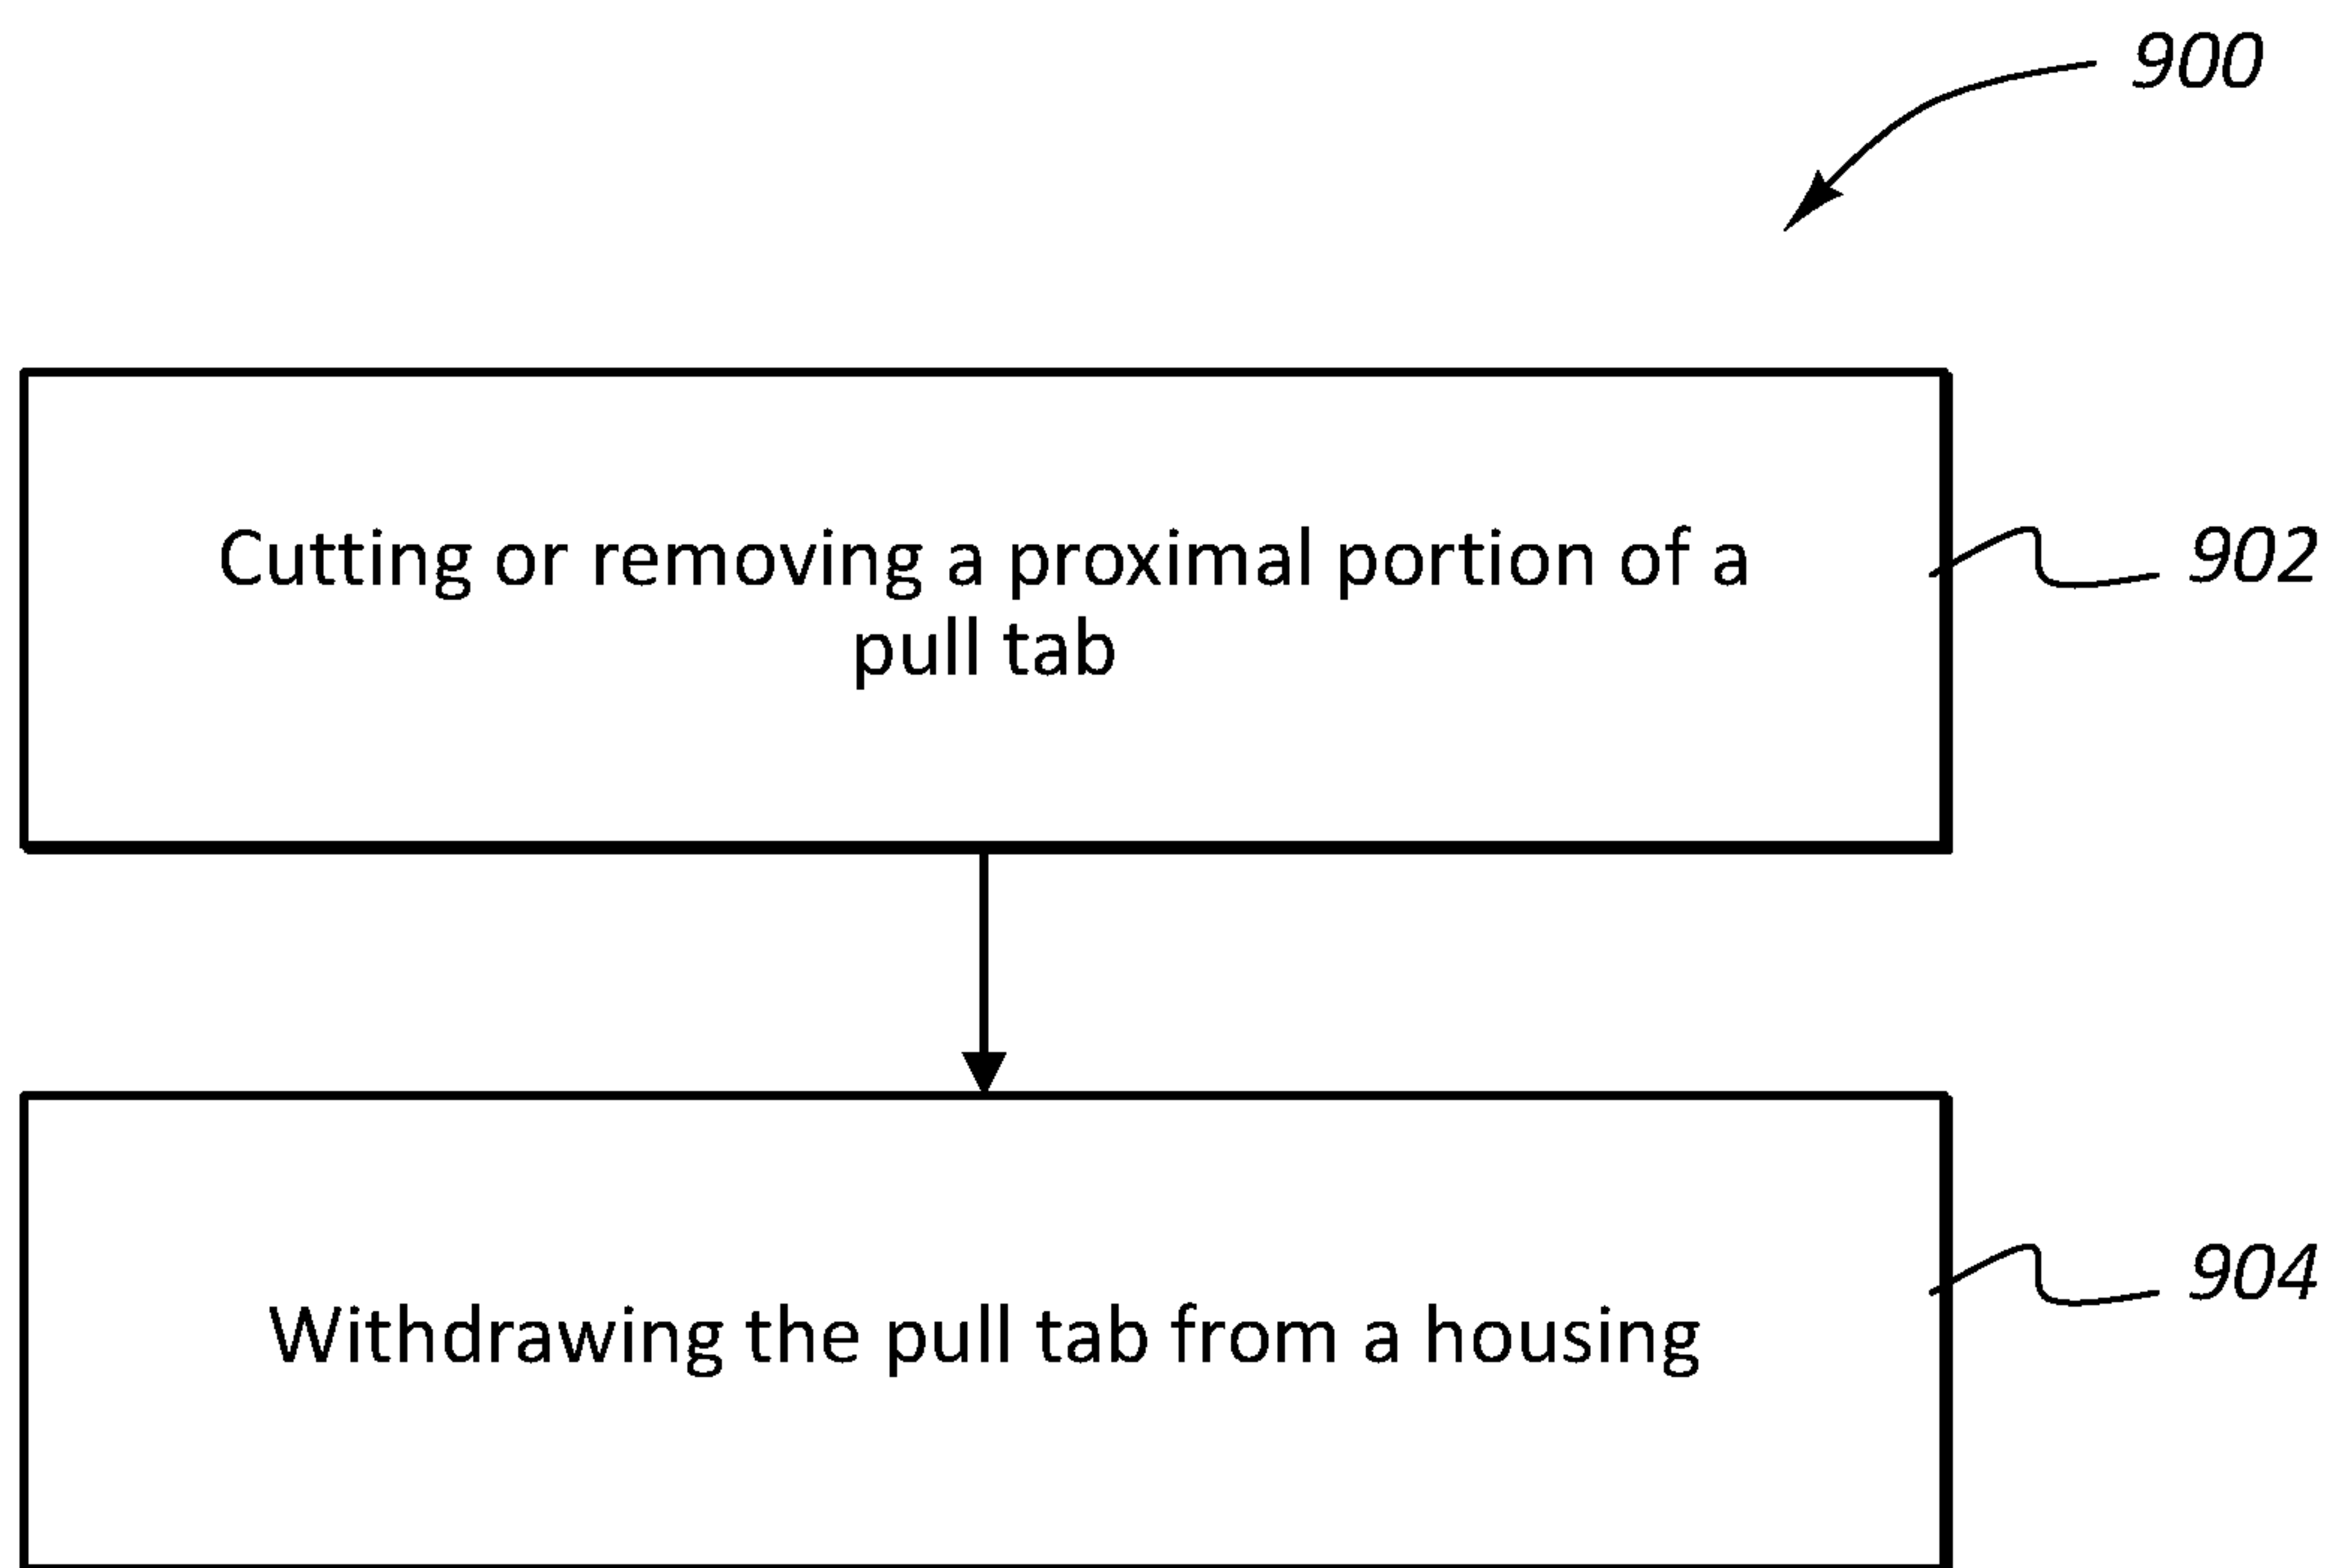 900
Cutting or removing a proximal portion of a
pull tab
902
Withdrawing the pull tab from a housing
904